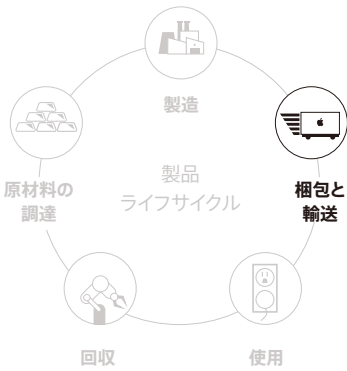 製造
原材料の
調達
製品
ライフサイクル
梱包と
輸送
回収
使用